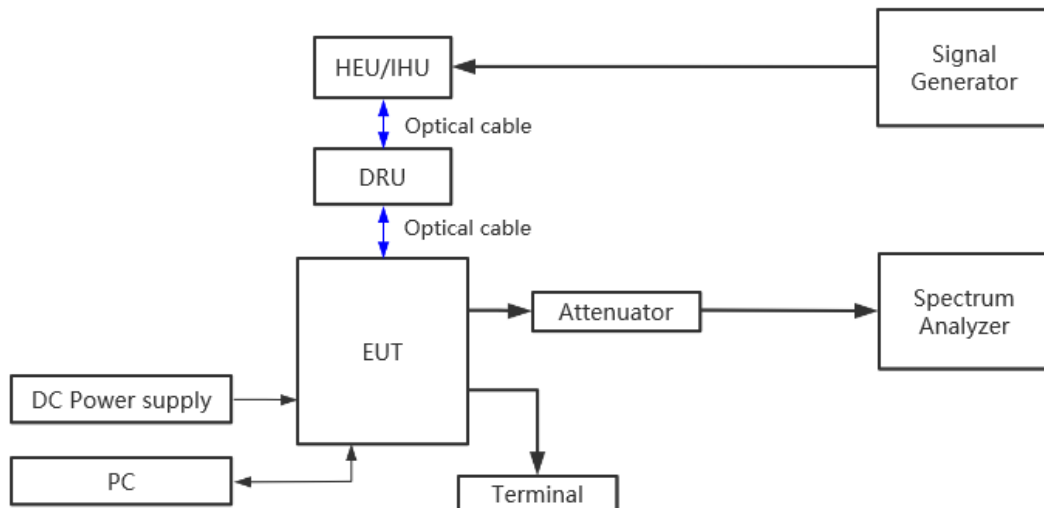 HEU/IHU
Signal
Generator
Optical cable
DRU
Optical cable
EUT
Attenuator
Spectrum
Analyzer
DC Power supply
PC
Terminal